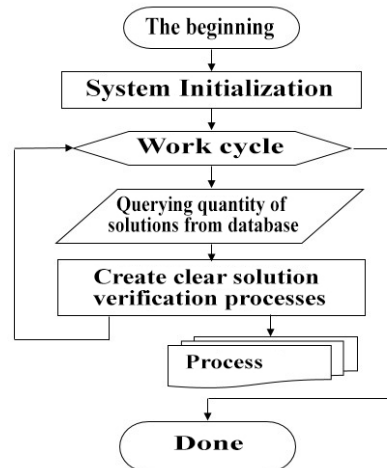 The beginning
System Initialization
Work cycle
Querying quantity of
solutions from database
Create clear solution
verification processes
Process
Done